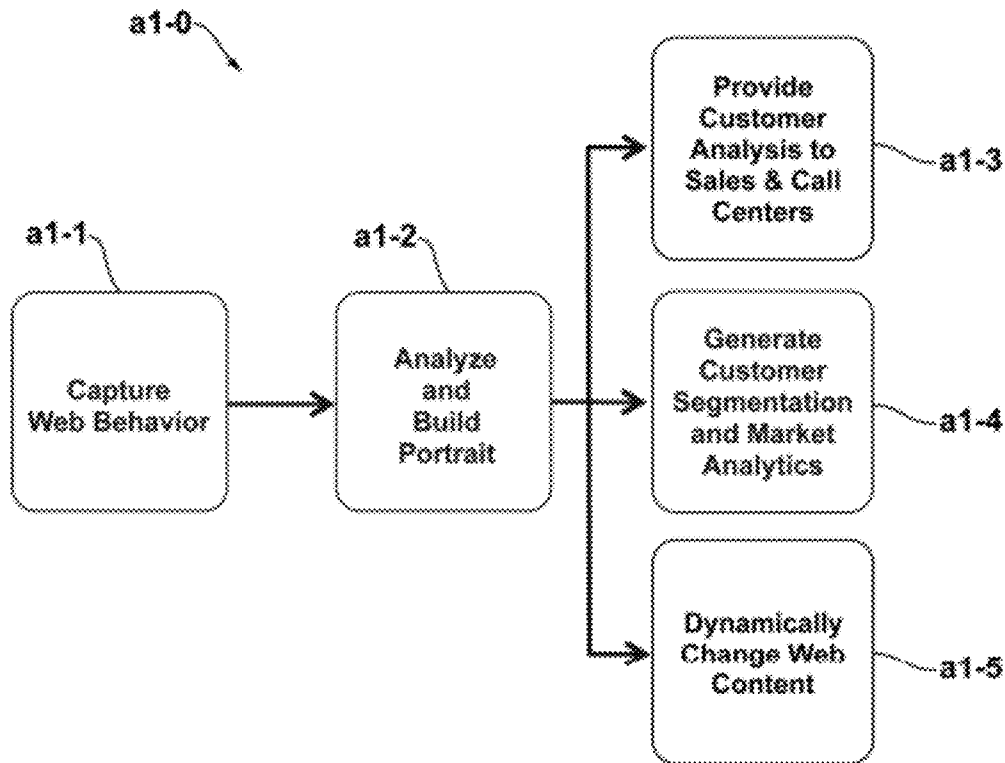 a1-0
a1-1
Capture
Web Behavior
a1-2
Analyze
and
Build
Portrait
Provide
Customer
Analysis to
Sales & Call
Centers
a1-3
Generate
Customer
Segmentation
and Market
Analytics
a1-4
Dynamically
Change Web
Content
a1-5